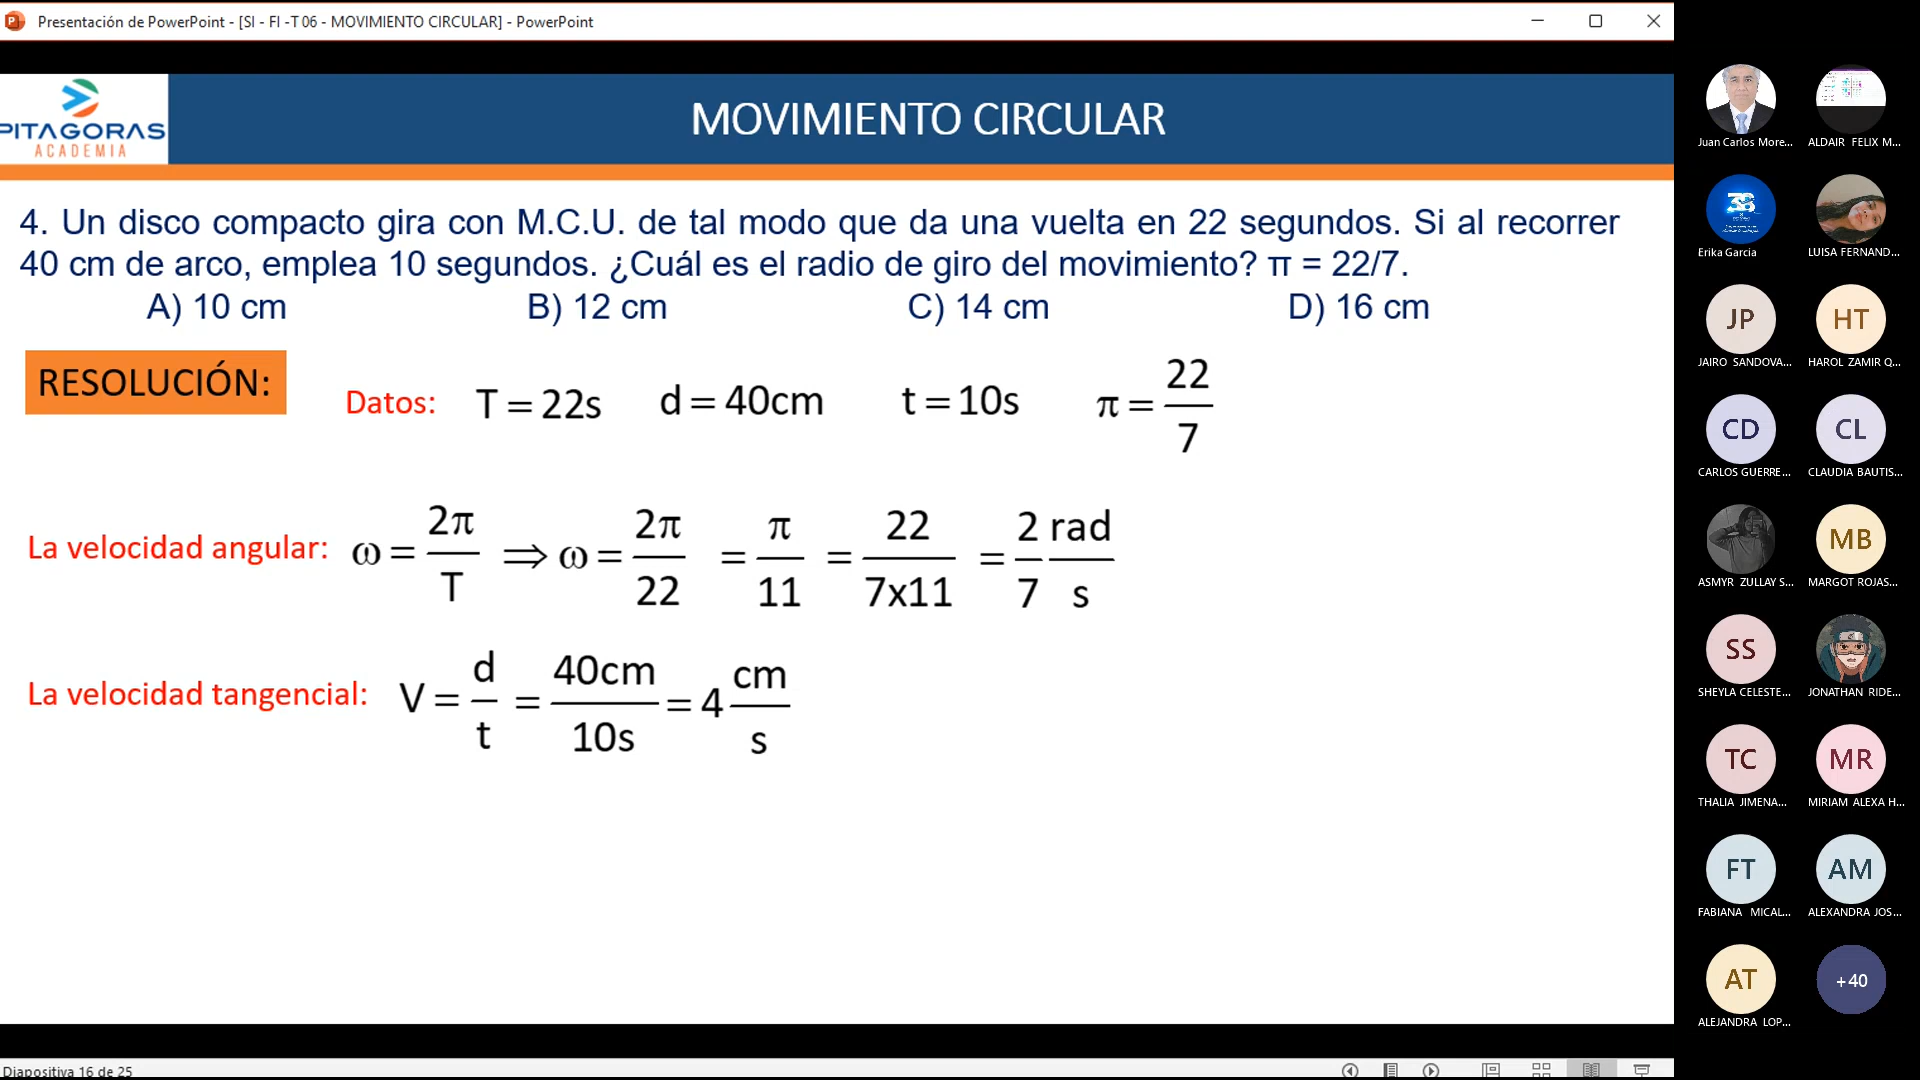 Presentación de PowerPoint - [SI - FI -T 06 - MOVIMIENTO CIRCULAR] - PowerPoint
PITAGORAS
ACADEMIA
MOVIMIENTO CIRCULAR
4. Un disco compacto gira con M.C.U. de tal modo que da una vuelta en 22 segundos. Si al recorrer
40 cm de arco, emplea 10 segundos. ¿Cuál es el radio de giro del movimiento? π = 22/7.
A) 10 cm B) 12 cm C) 14 cm D) 16 cm
RESOLUCIÓN:
Datos: T = 22s d = 40cm t = 10s π = 22/7
La velocidad angular: ω = 2π/T ⇒ ω = 2π/22 = π/11 = 22/7x11 = 2/7 rad/s
La velocidad tangencial: V = d/t = 40cm/10s = 4 cm/s
Juan Carlos More... ALDAIR FELIX M...
38
Erika Garcia LUISA FERNAND...
JP HT
JAIRO SANDOVA... HAROL ZAMIR Q...
CD CL
CARLOS GUERRE... CLAUDIA BAUTIS...
MB
ASMYR ZULLAY S... MARGOT ROJAS...
SS
SHEYLA CELESTE... JONATHAN RIDE...
TC MR
THALIA JIMENA... MIRIAM ALEXA H...
FT AM
FABIANA MICAL... ALEXANDRA JOS...
AT +40
ALEJANDRA LOP...
Diapositiva 16 de 25